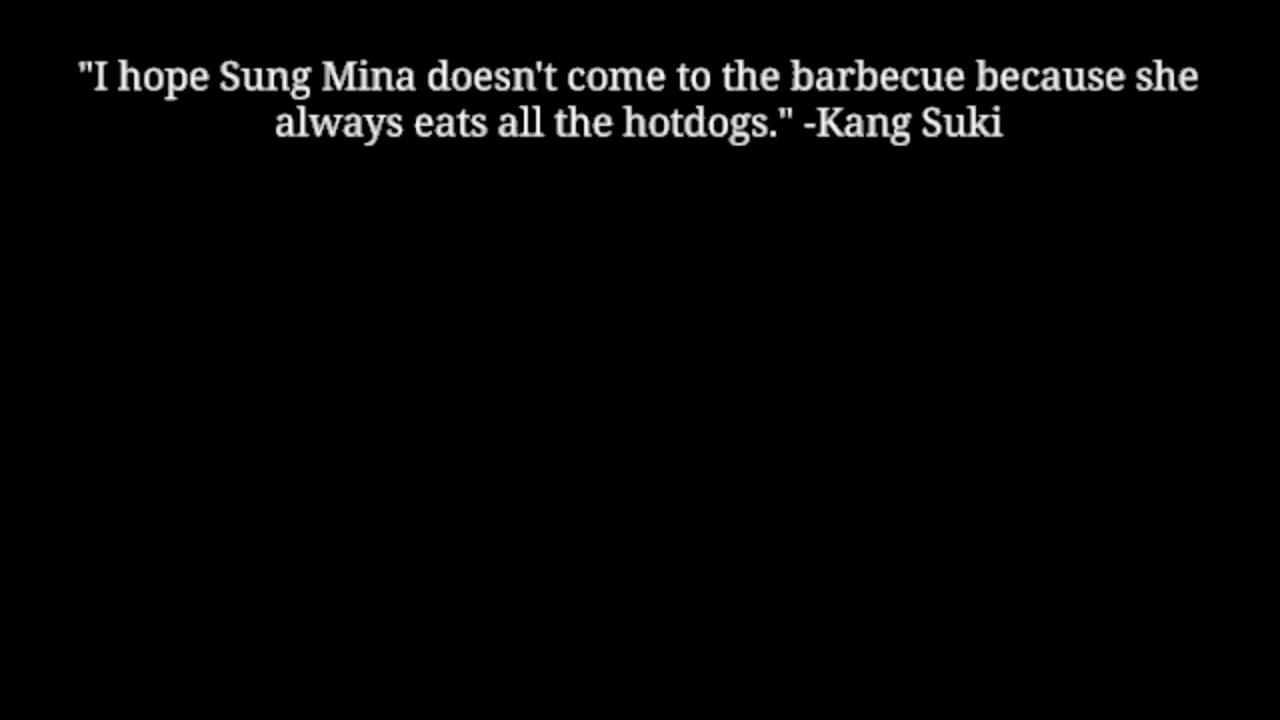 "I hope Sung Mina doesn't come to the barbecue because she
always eats all the hotdogs." -Kang Suki